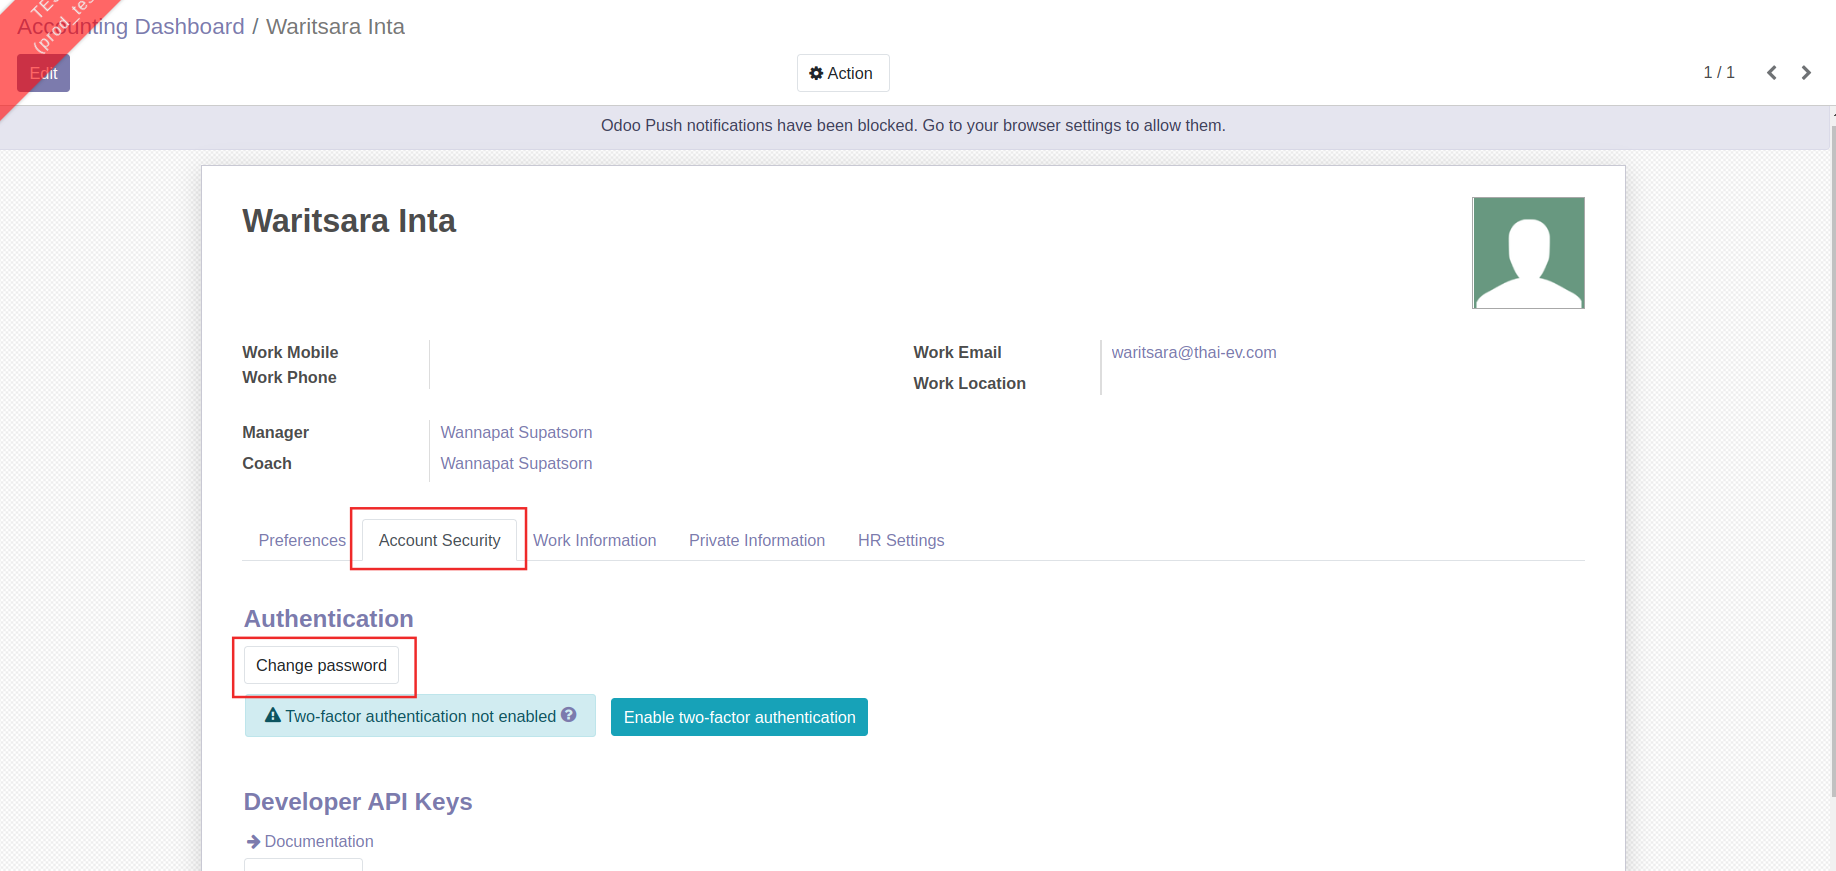 Accounting Dashboard / Waritsara Inta
Edit
Action
1 / 1
Odoo Push notifications have been blocked. Go to your browser settings to allow them.
Waritsara Inta
Work Mobile
Work Phone
Work Email waritsara@thai-ev.com
Work Location
Manager Wannapat Supatsorn
Coach Wannapat Supatsorn
Preferences Account Security Work Information Private Information HR Settings
Authentication
Change password
Two-factor authentication not enabled ?
Enable two-factor authentication
Developer API Keys
Documentation